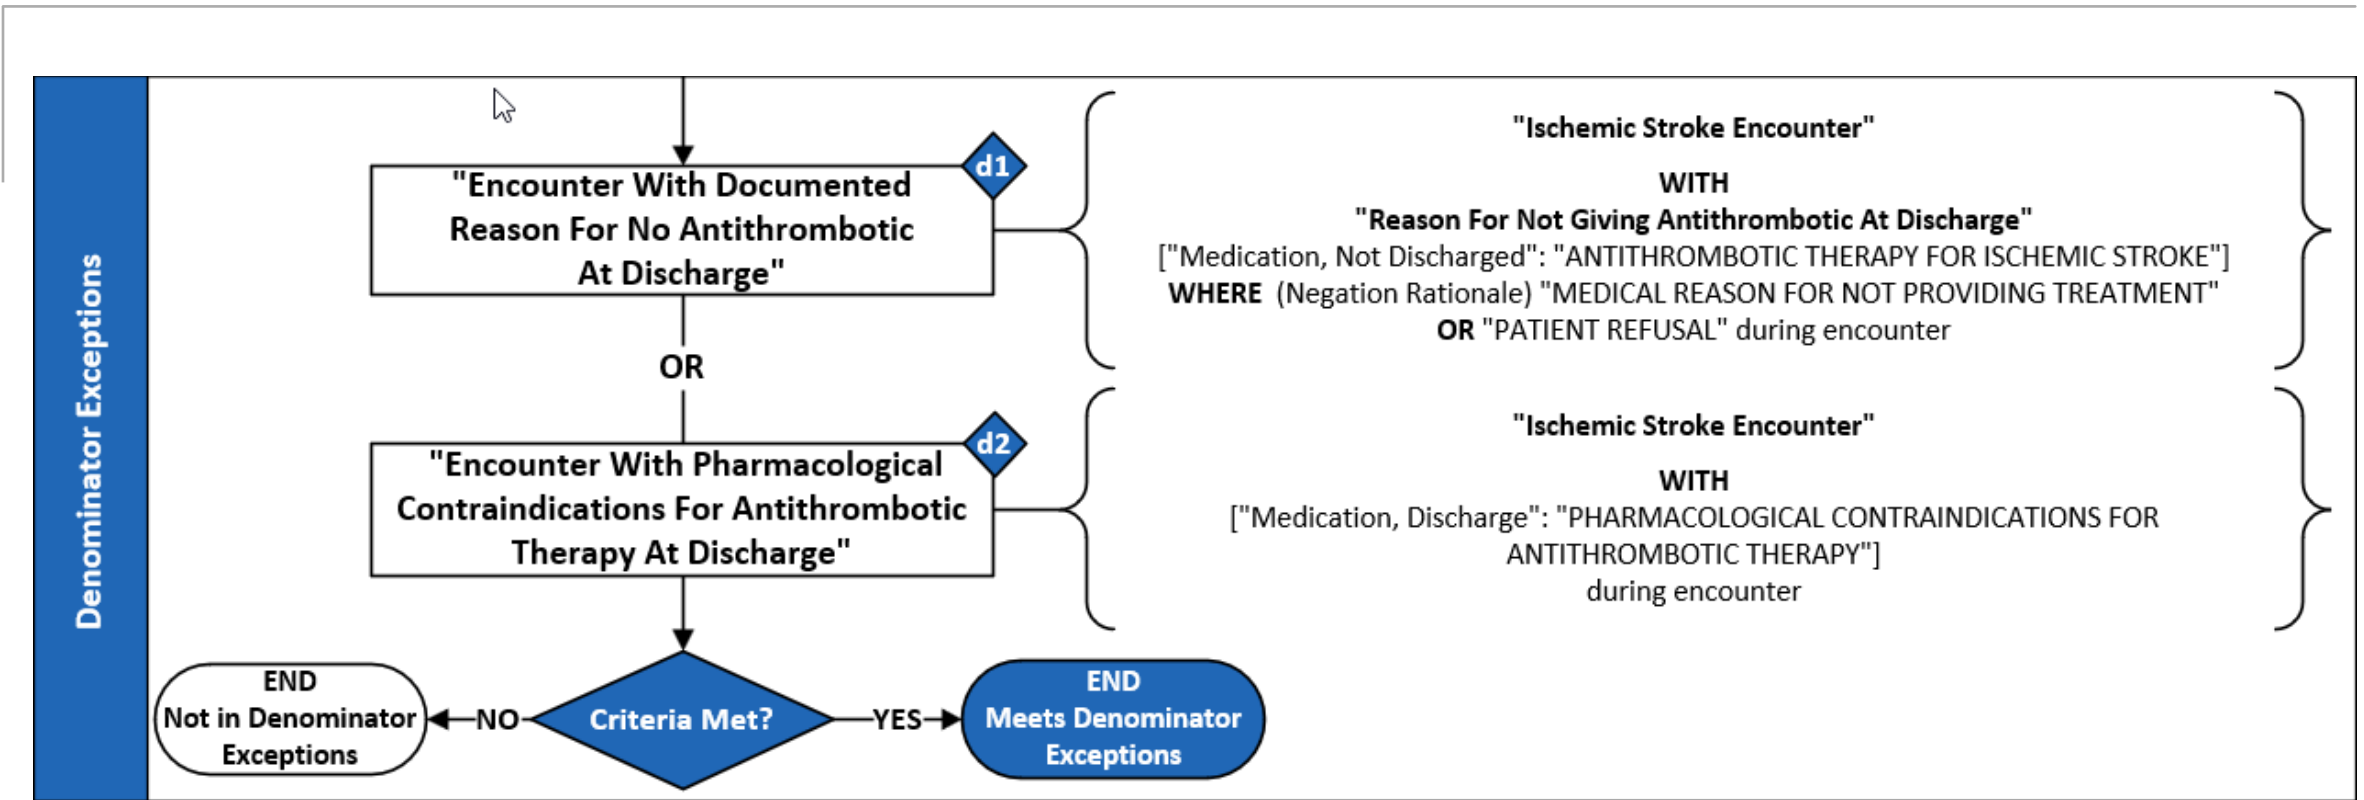 Denominator Exceptions
"Encounter With Documented
Reason For No Antithrombotic
At Discharge"
d1
"Ischemic Stroke Encounter"
WITH
"Reason For Not Giving Antithrombotic At Discharge"
["Medication, Not Discharged": "ANTITHROMBOTIC THERAPY FOR ISCHEMIC STROKE"]
WHERE (Negation Rationale) "MEDICAL REASON FOR NOT PROVIDING TREATMENT"
OR "PATIENT REFUSAL" during encounter
OR
"Encounter With Pharmacological
Contraindications For Antithrombotic
Therapy At Discharge"
d2
"Ischemic Stroke Encounter"
WITH
["Medication, Discharge": "PHARMACOLOGICAL CONTRAINDICATIONS FOR
ANTITHROMBOTIC THERAPY"]
during encounter
END
Not in Denominator
Exceptions
NO
Criteria Met?
YES
END
Meets Denominator
Exceptions